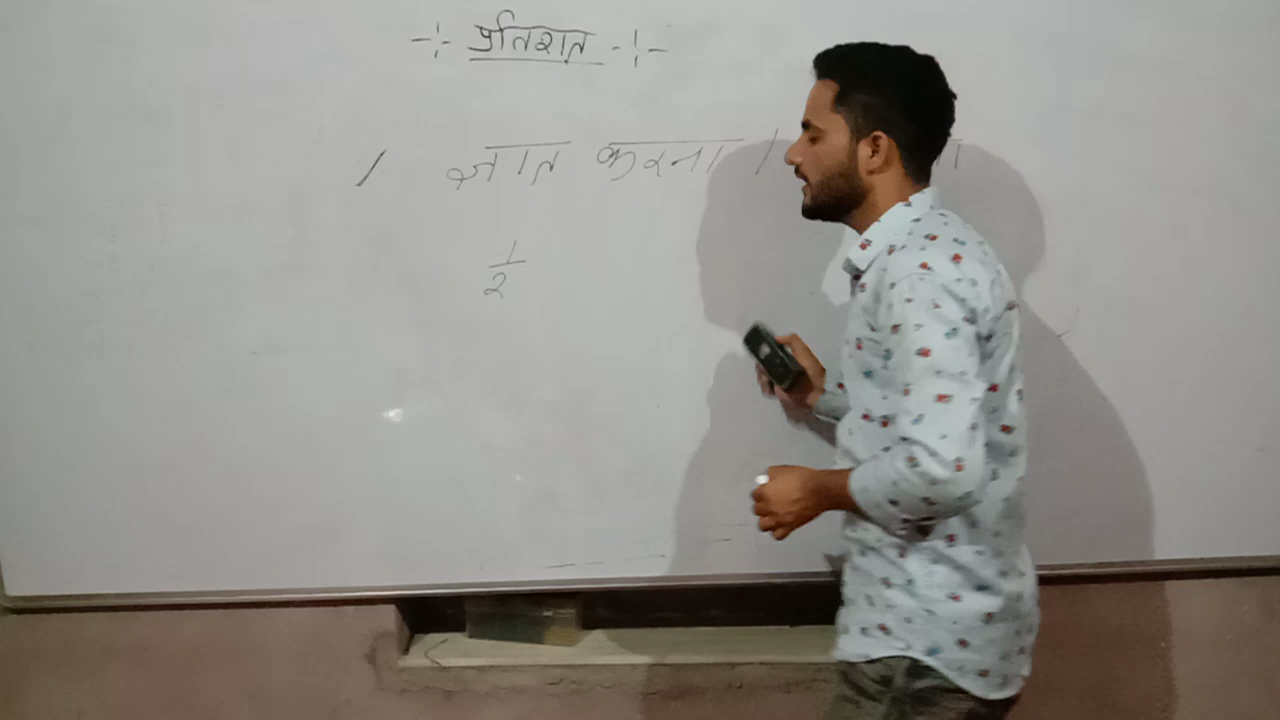 -:- प्रतिशत -:-
/ ज्ञात करना /
1
2